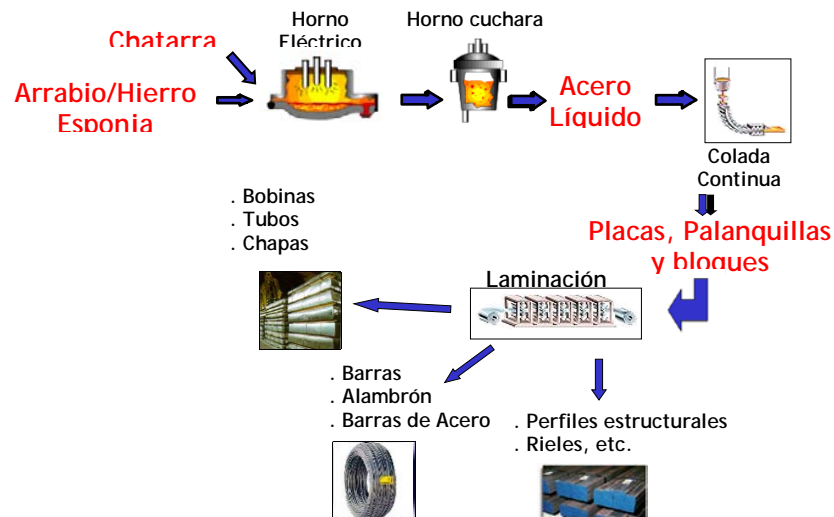 Chatarra
Horno
Eléctrico
Horno cuchara
Arrabio/Hierro
Esponja
Acero
Líquido
Colada
Continua
. Bobinas
. Tubos
. Chapas
Placas, Palanquillas
y bloques
Laminación
. Barras
. Alambrón
. Barras de Acero
. Perfiles estructurales
. Rieles, etc.